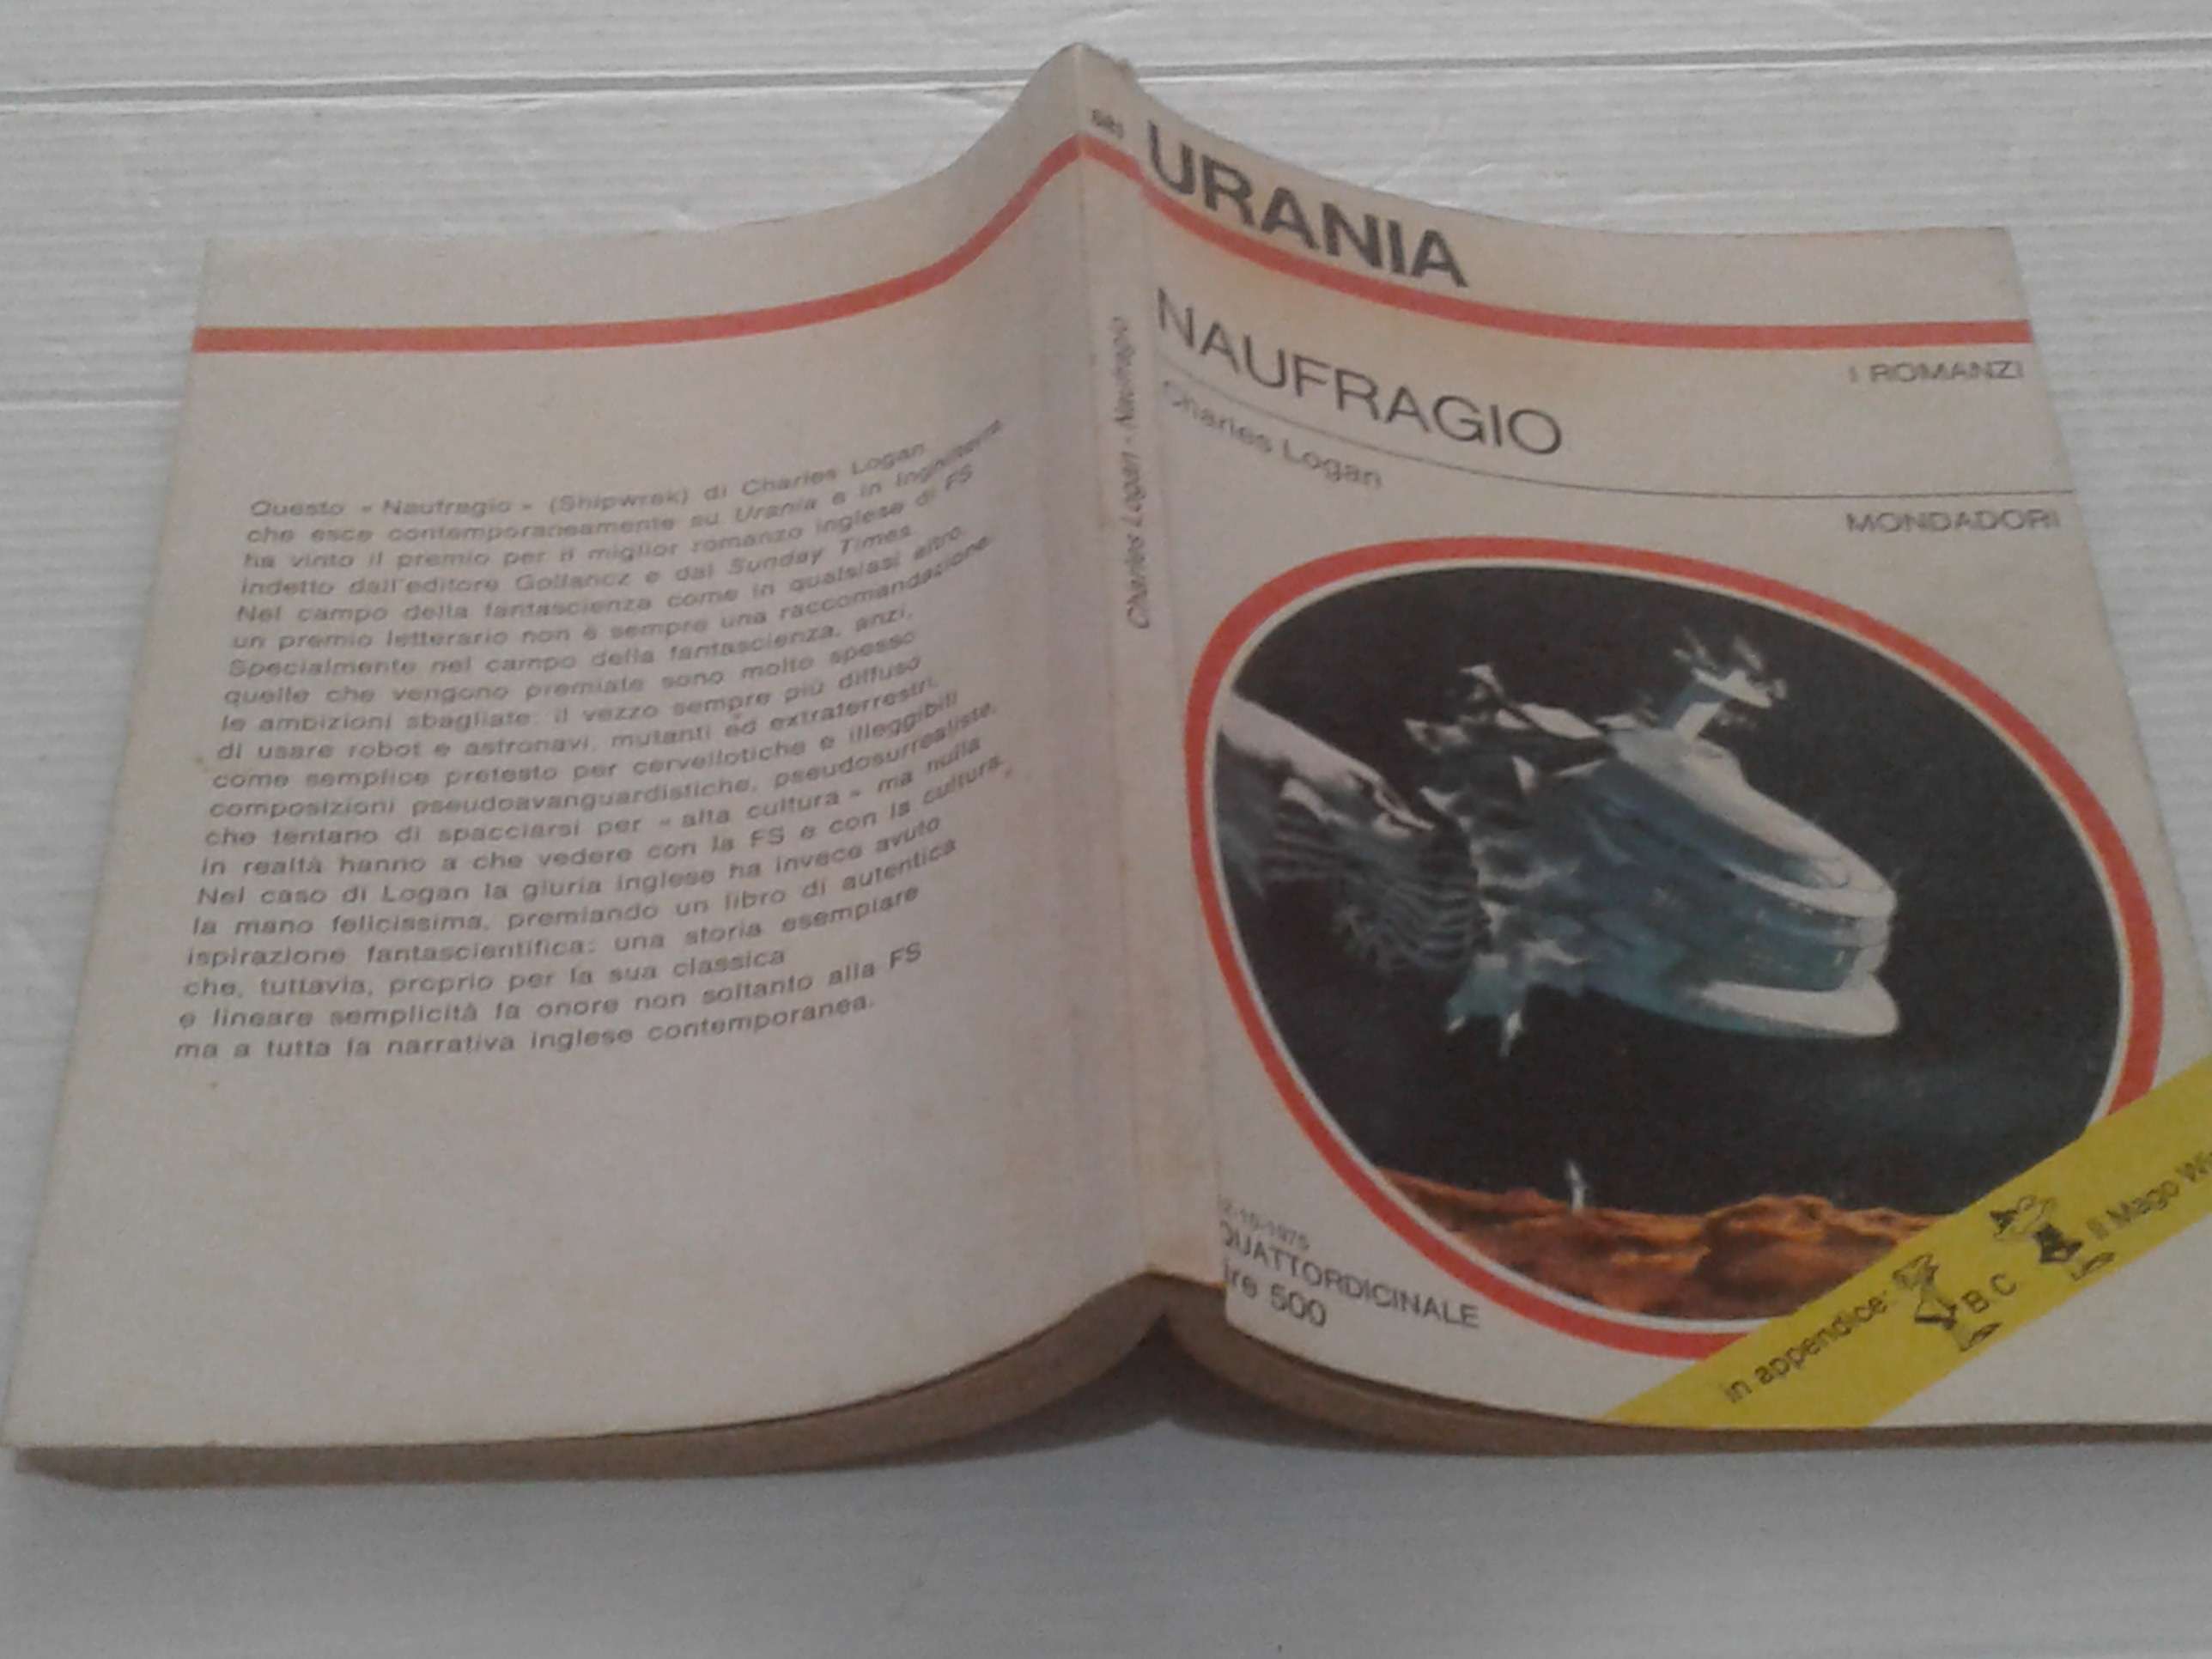 Questo « Naufragio » (Shipwrek) di Charles Logan
che esce contemporaneamente su Urania e in Inghilterra
ha vinto il premio per il miglior romanzo inglese di FS
indetto dall'editore Gollancz e dal Sunday Times.
Nel campo della fantascienza come in qualsiasi altro
un premio letterario non è sempre una raccomandazione.
Specialmente nel campo della fantascienza, anzi,
quelle che vengono premiate sono molto spesso
le ambizioni sbagliate: il vezzo sempre più diffuso
di usare robot e astronavi, mutanti ed extraterrestri,
come semplice pretesto per cervellotiche e illeggibili
composizioni pseudoavanguardistiche, pseudosurrealiste,
che tentano di spacciarsi per « alta cultura » ma nulla
in realtà hanno a che vedere con la FS e con la cultura.
Nel caso di Logan la giuria inglese ha invece avuto
la mano felicissima, premiando un libro di autentica
ispirazione fantascientifica: una storia esemplare
che, tuttavia, proprio per la sua classica
e lineare semplicità fa onore non soltanto alla FS
ma a tutta la narrativa inglese contemporanea.
Charles Logan - Naufragio
URANIA
I ROMANZI
NAUFRAGIO
Charles Logan
MONDADORI
QUATTORDICINALE
ire 500
in appendice: B.C. Il Mago